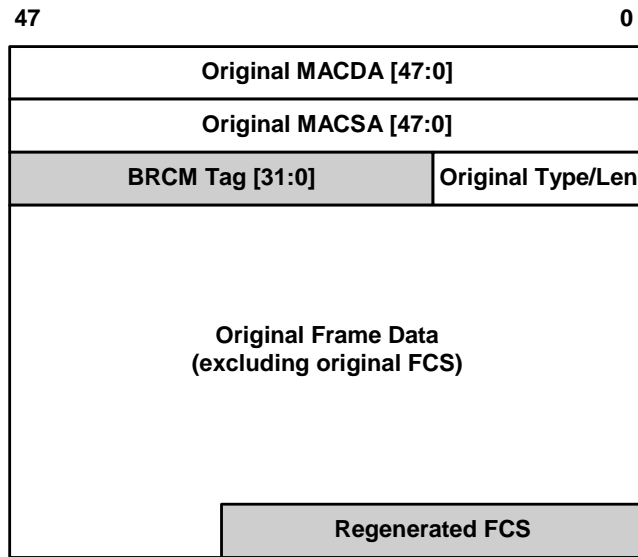 47 0
Original MACDA [47:0]
Original MACSA [47:0]
BRCM Tag [31:0] Original Type/Len
Original Frame Data
(excluding original FCS)
Regenerated FCS